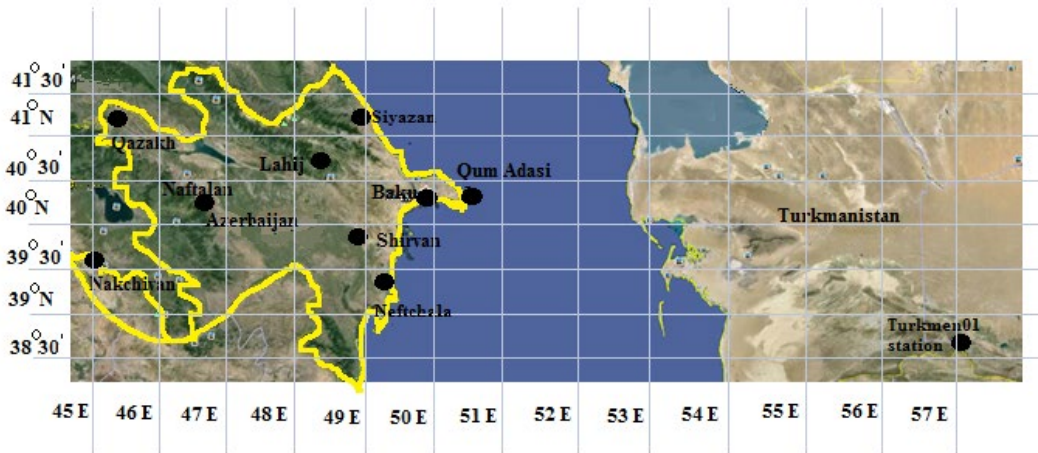 41°30'
41°N
Siyazan
Qazakh
Lahij
40°30'
Qum Adasi
Naftalan
Baku
40°N
Azerbaijan
Turkmanistan
Shirvan
39°30'
Nakchivan
39°N
Neftchala
Turkmen01
station
38°30'
45 E 46 E 47 E 48 E 49 E 50 E 51 E 52 E 53 E 54 E 55 E 56 E 57 E